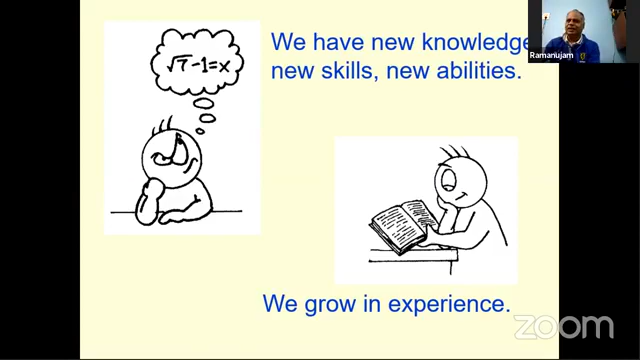 We have new knowledge
new skills, new abilities.
Ramanujam
√7-1=x
We grow in experience.
zoom